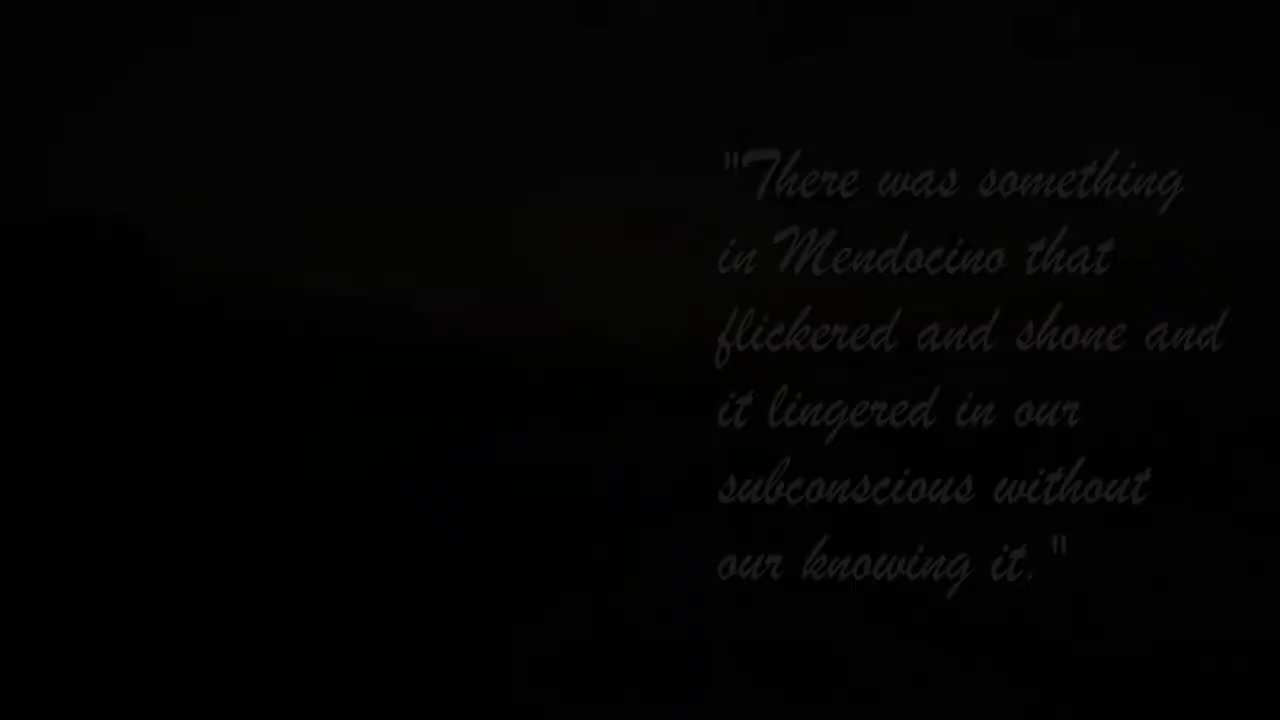 "There was something
in Mendocino that
flickered and shone and
it lingered in our
subconscious without
our knowing it."